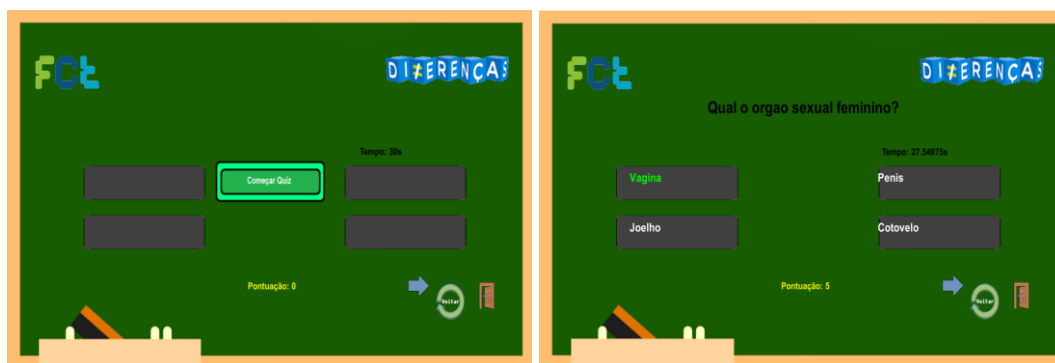 FCt
DI≠ERENÇAS
Tempo: 30s
Começar Quiz
Pontuação: 0
Voltar
FCt
DI≠ERENÇAS
Qual o orgao sexual feminino?
Tempo: 27.54975s
Vagina
Penis
Joelho
Cotovelo
Pontuação: 5
Voltar